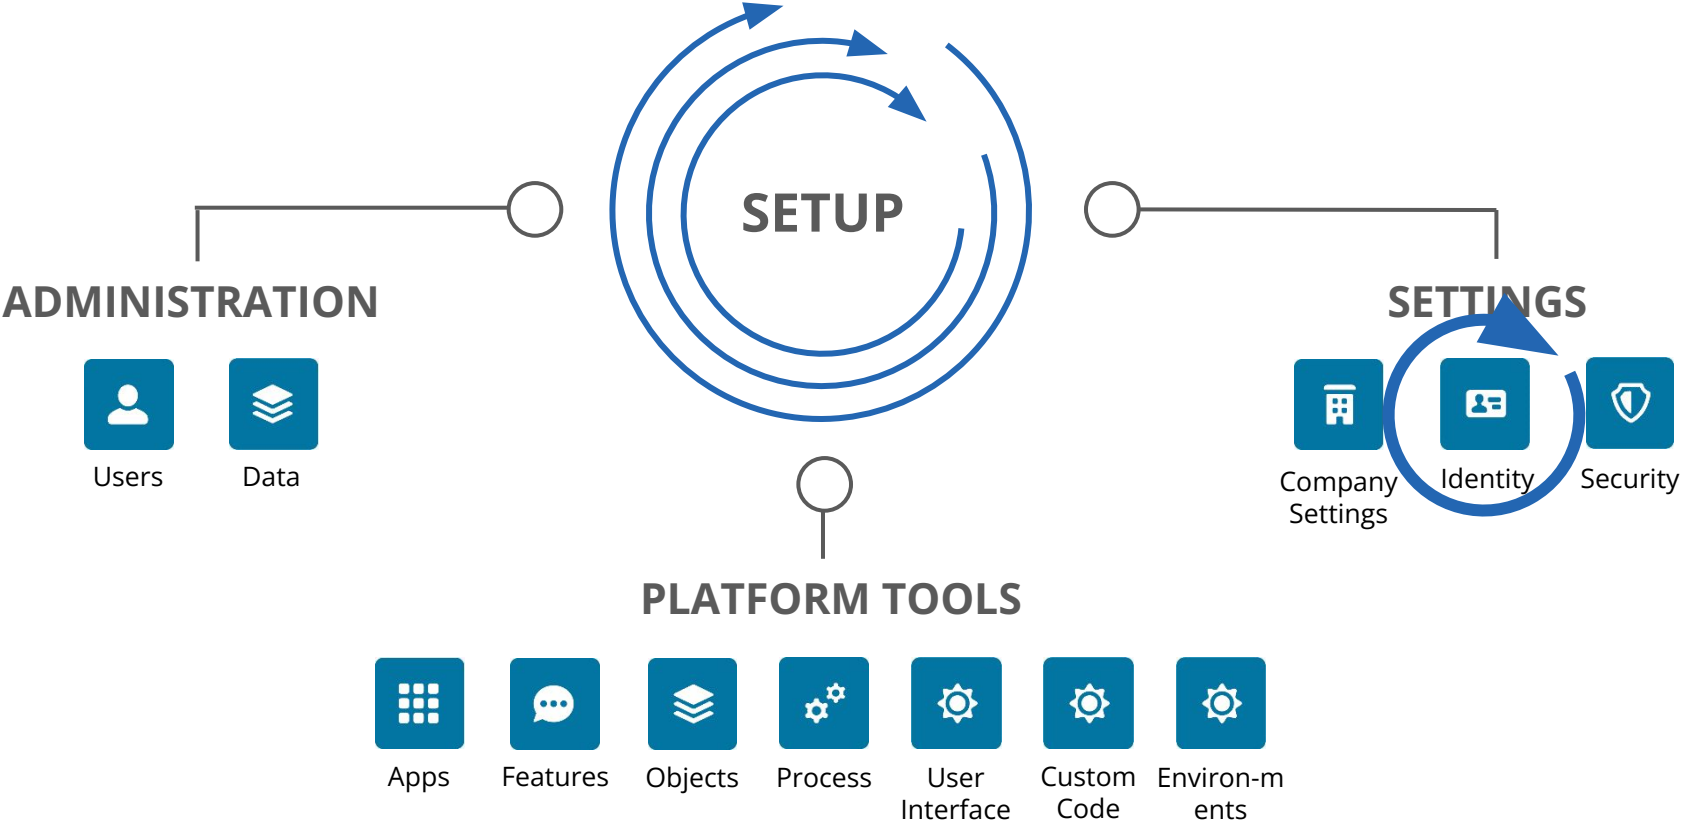 SETUP
ADMINISTRATION
Users
Data
SETTINGS
Company
Settings
Identity
Security
PLATFORM TOOLS
Apps
Features
Objects
Process
User
Interface
Custom
Code
Environ-m
ents